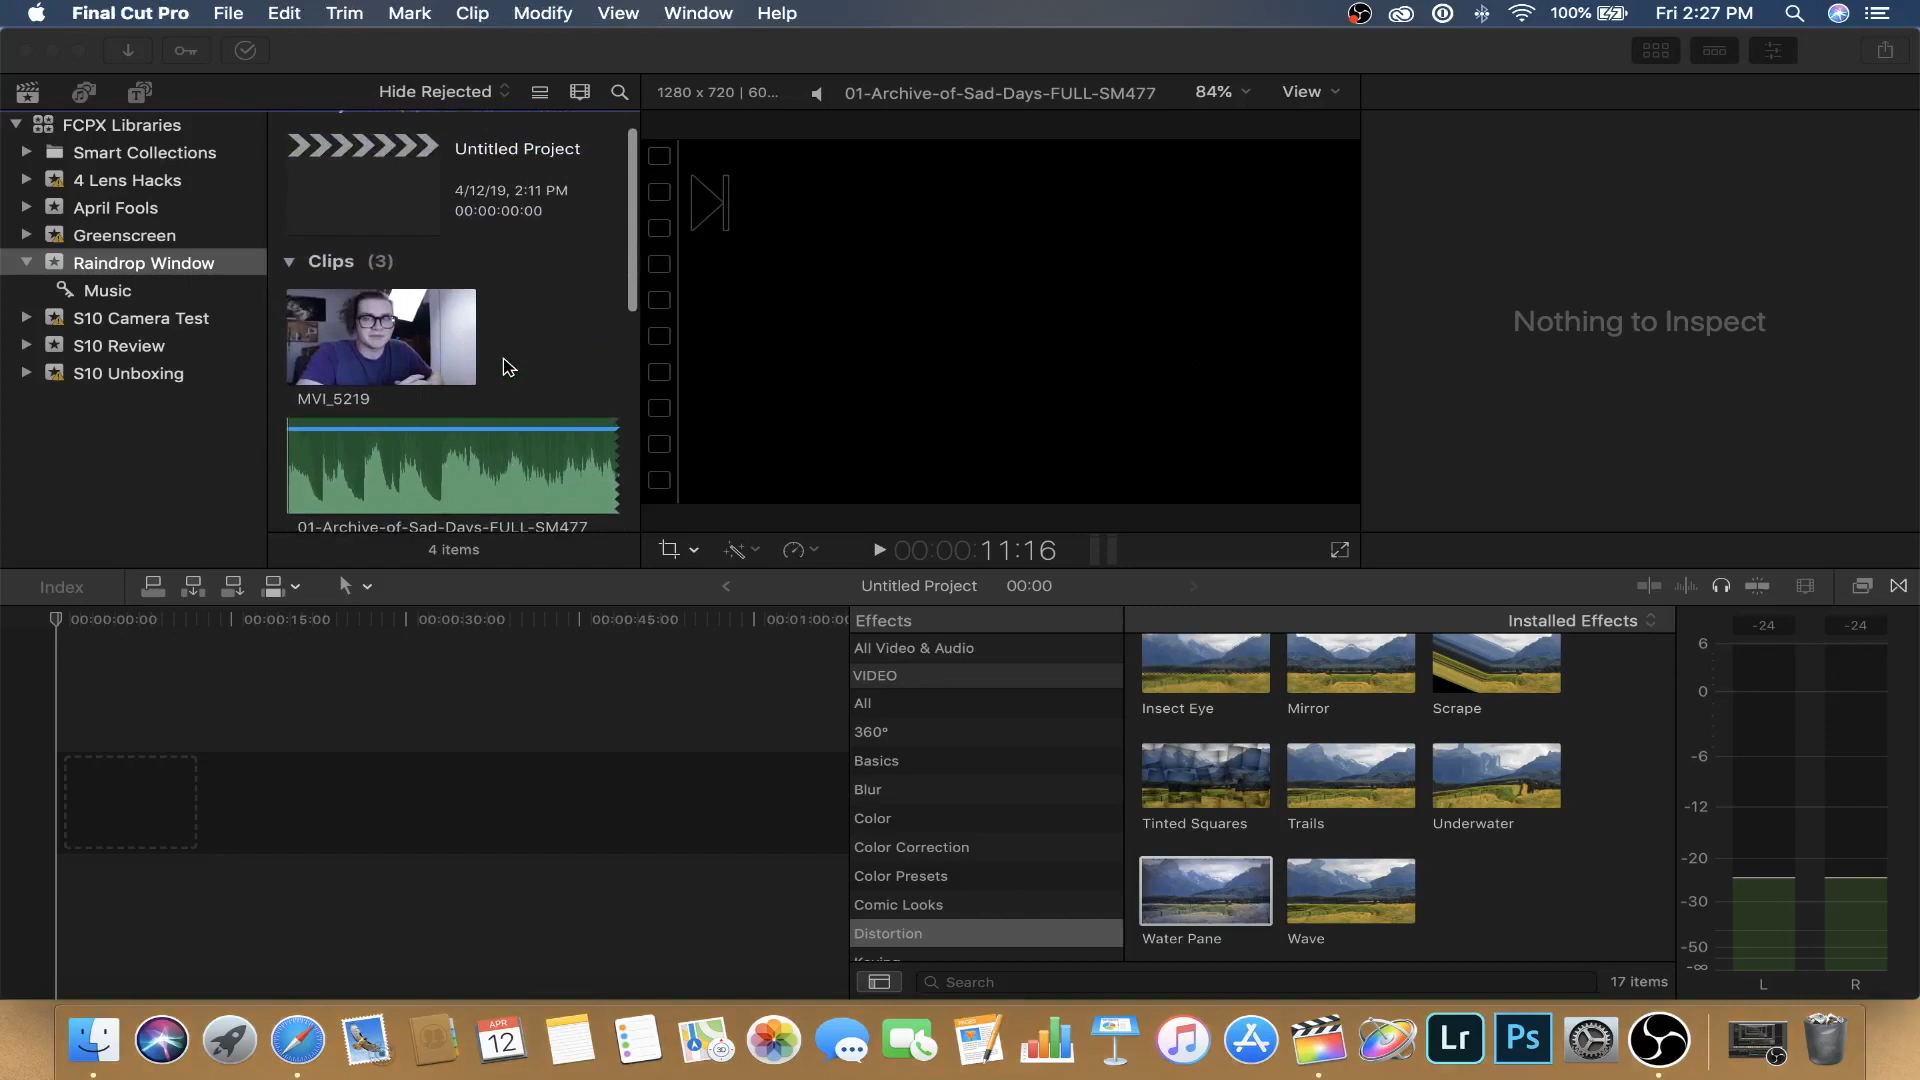 Final Cut Pro File Edit Trim Mark Clip Modify View Window Help 100% Fri 2:27 PM
Hide Rejected
1280 x 720 | 60... 01-Archive-of-Sad-Days-FULL-SM477 84% View
FCPX Libraries
Smart Collections
4 Lens Hacks
April Fools
Greenscreen
Raindrop Window
Music
S10 Camera Test
S10 Review
S10 Unboxing
Untitled Project
4/12/19, 2:11 PM
00:00:00:00
Clips (3)
MVI_5219
01-Archive-of-Sad-Days-FULL-SM477
4 items
00:00:11:16
Nothing to Inspect
Index
Untitled Project 00:00
00:00:00:00 00:00:15:00 00:00:30:00 00:00:45:00 00:01:00:00
Effects
Installed Effects
All Video & Audio
VIDEO
All
360°
Basics
Blur
Color
Color Correction
Color Presets
Comic Looks
Distortion
Keying
Insect Eye Mirror Scrape
Tinted Squares Trails Underwater
Water Pane Wave
Search
17 items
-24 -24
6
0
-6
-12
-20
-30
-50
-∞
L R
APR
12
3D
Lr
Ps